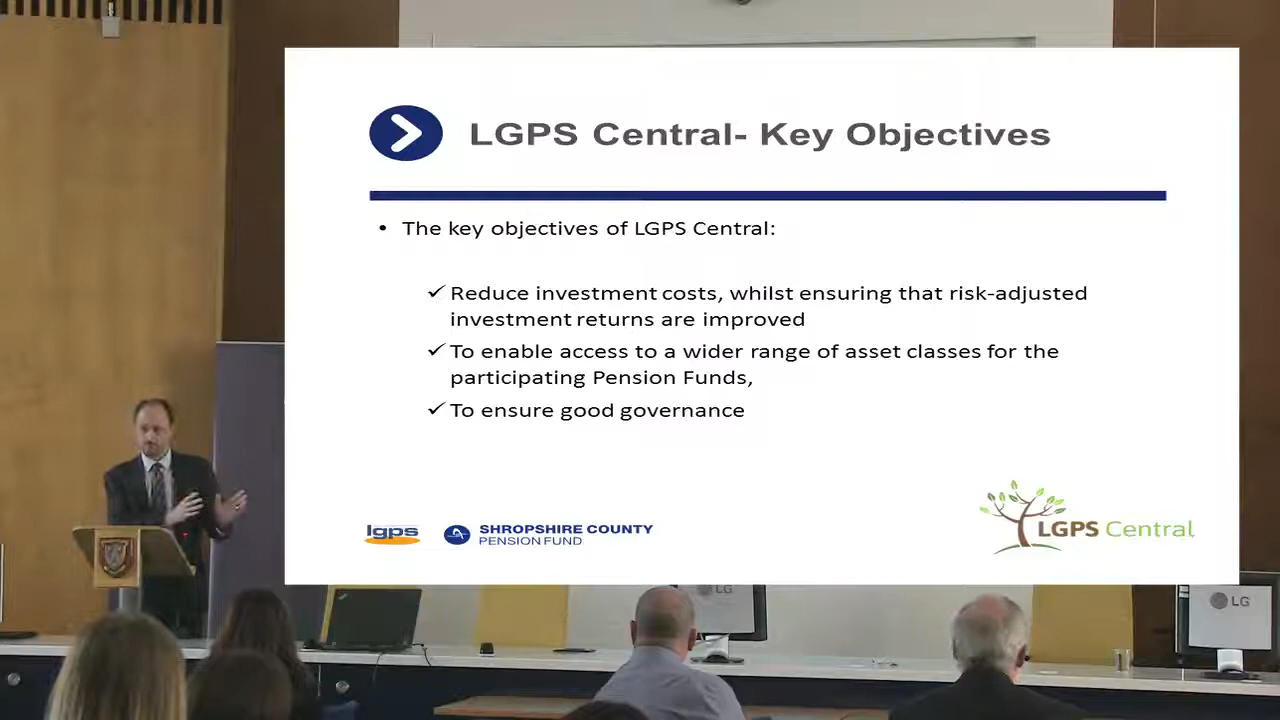 LGPS Central- Key Objectives
• The key objectives of LGPS Central:
✓ Reduce investment costs, whilst ensuring that risk-adjusted
investment returns are improved
✓ To enable access to a wider range of asset classes for the
participating Pension Funds,
✓ To ensure good governance
lgps
SHROPSHIRE COUNTY
PENSION FUND
LGPS Central
LG
LG